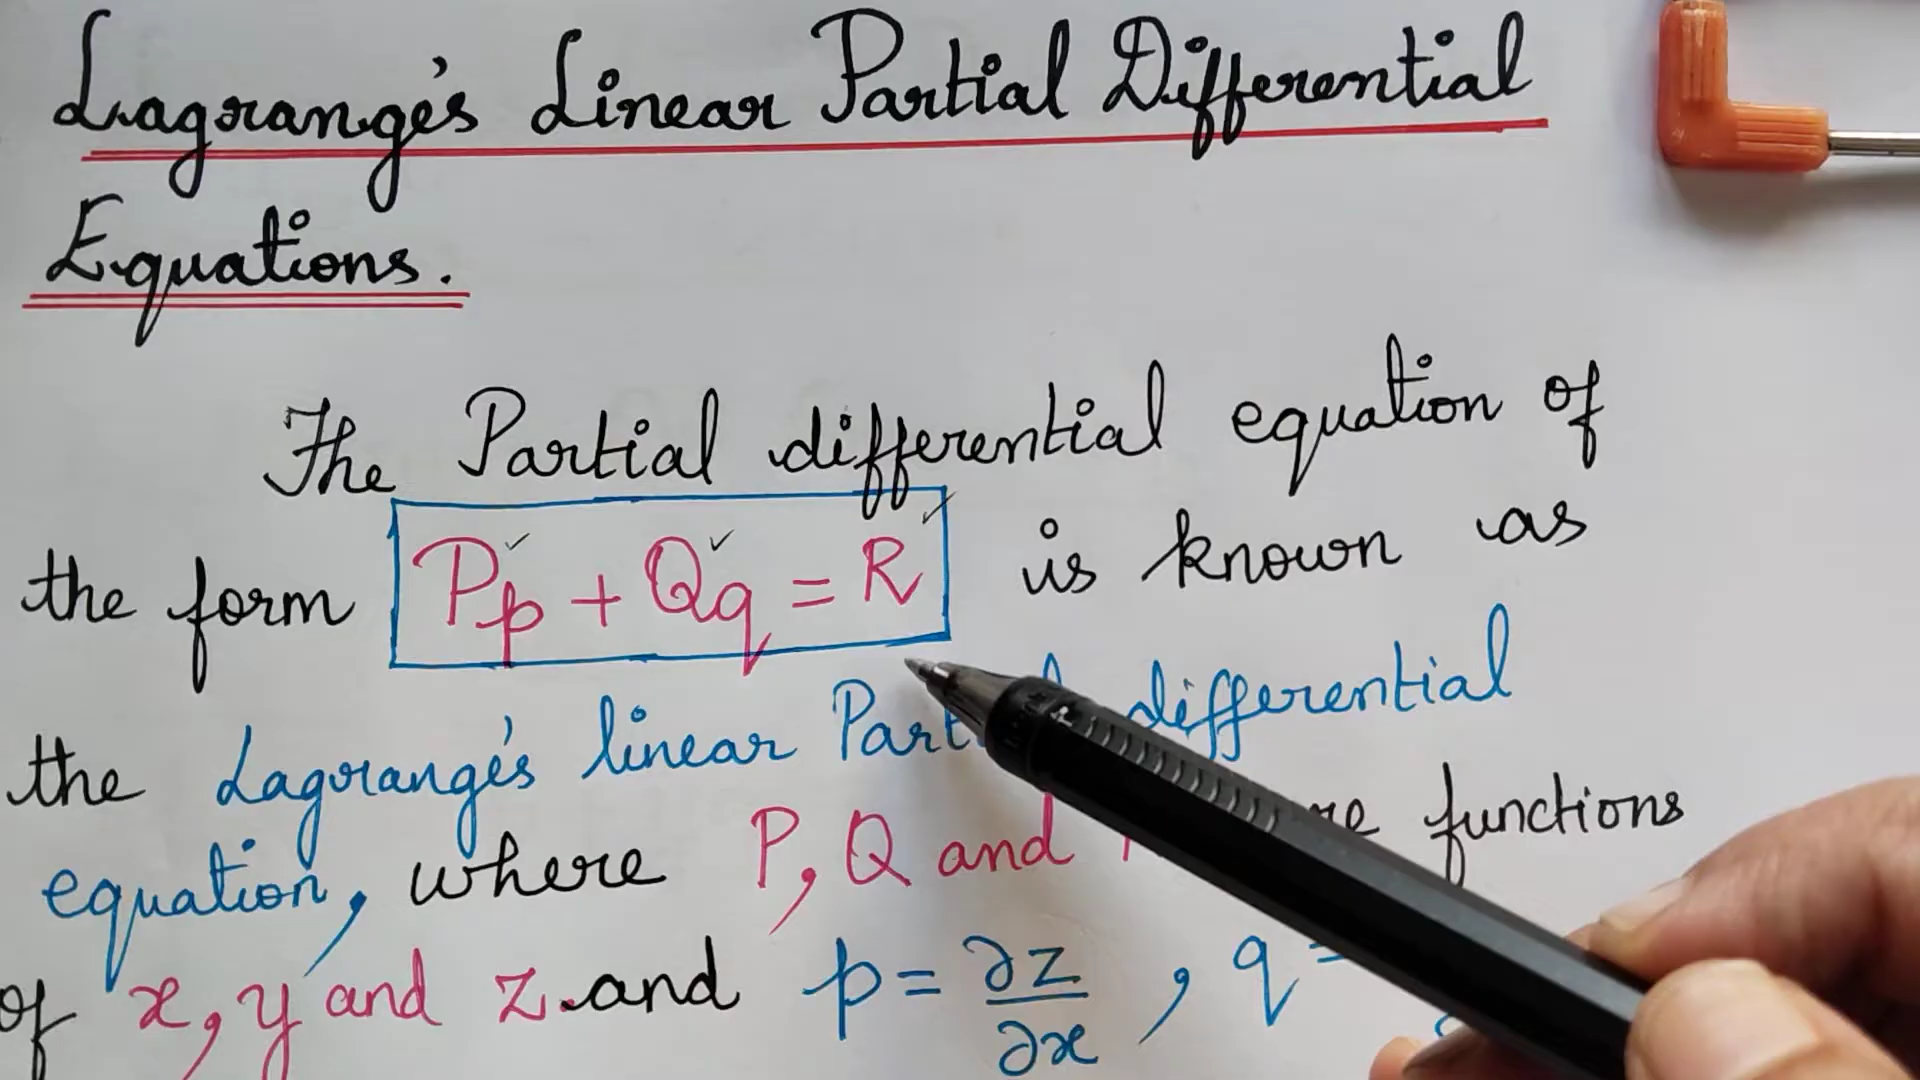 Lagrange's Linear Partial Differential
Equations.
The Partial differential equation of
the form Pp + Qq = R is known as
the Lagrange's linear differential
equation, where P, Q and functions
of x, y and z and p = ∂z/∂x , q =